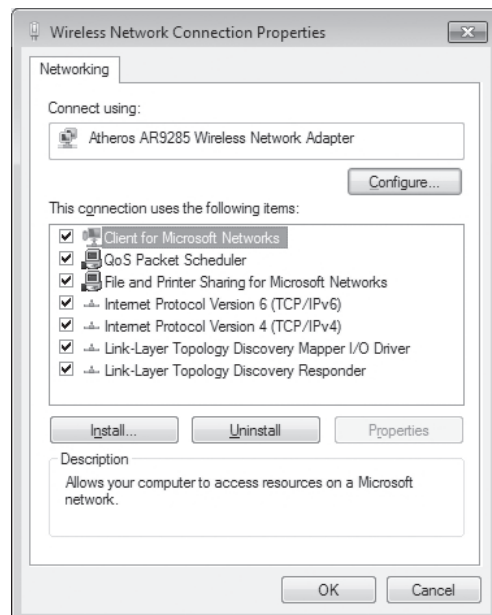 Wireless Network Connection Properties
Networking
Connect using:
Atheros AR9285 Wireless Network Adapter
Configure...
This connection uses the following items:
Client for Microsoft Networks
QoS Packet Scheduler
File and Printer Sharing for Microsoft Networks
Internet Protocol Version 6 (TCP/IPv6)
Internet Protocol Version 4 (TCP/IPv4)
Link-Layer Topology Discovery Mapper I/O Driver
Link-Layer Topology Discovery Responder
Install...
Uninstall
Properties
Description
Allows your computer to access resources on a Microsoft
network.
OK
Cancel